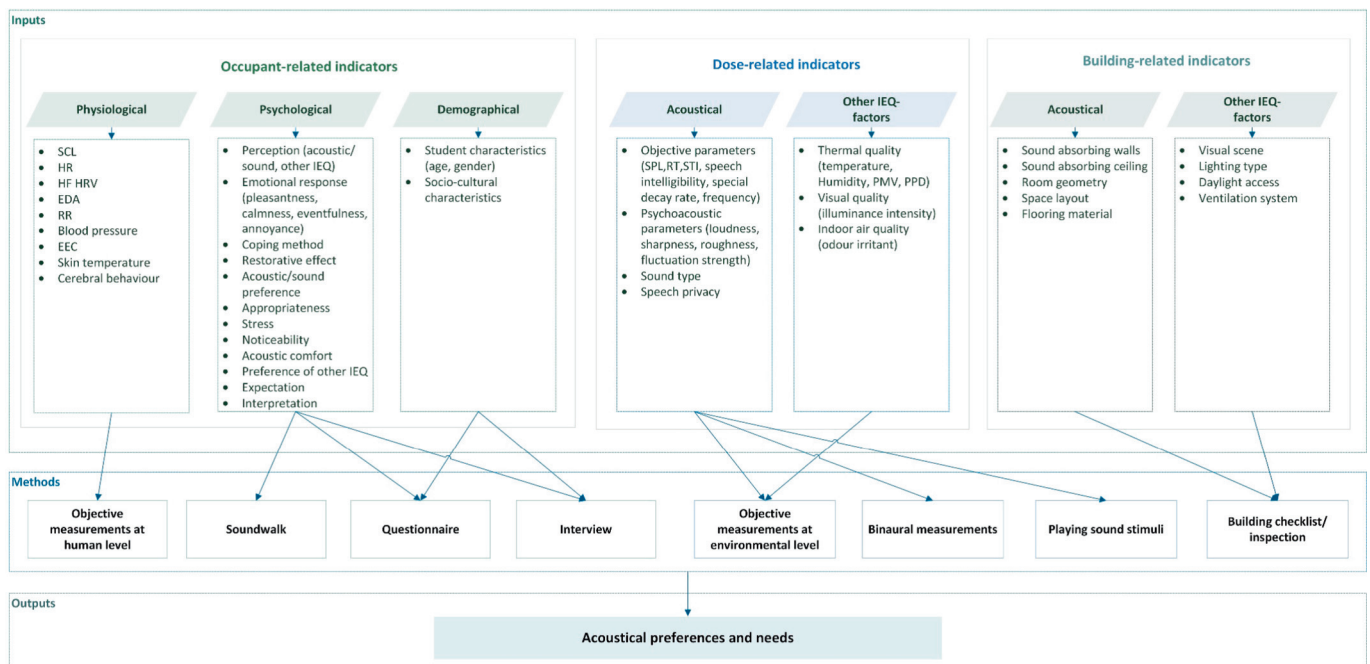 Inputs
Occupant-related indicators
Physiological
• SCL
• HR
• HF HRV
• EDA
• RR
• Blood pressure
• EEC
• Skin temperature
• Cerebral behaviour
Psychological
• Perception (acoustic/
sound, other IEQ)
• Emotional response
(pleasantness,
calmness, eventfulness,
annoyance)
• Coping method
• Restorative effect
• Acoustic/sound
preference
• Appropriateness
• Stress
• Noticeability
• Acoustic comfort
• Preference of other IEQ
• Expectation
• Interpretation
Demographical
• Student characteristics
(age, gender)
• Socio-cultural
characteristics
Dose-related indicators
Acoustical
• Objective parameters
(SPL,RT,STI, speech
intelligibility, special
decay rate, frequency)
• Psychoacoustic
parameters (loudness,
sharpness, roughness,
fluctuation strength)
• Sound type
• Speech privacy
Other IEQ-
factors
• Thermal quality
(temperature,
Humidity, PMV, PPD)
• Visual quality
(illuminance intensity)
• Indoor air quality
(odour irritant)
Building-related indicators
Acoustical
• Sound absorbing walls
• Sound absorbing ceiling
• Room geometry
• Space layout
• Flooring material
Other IEQ-
factors
• Visual scene
• Lighting type
• Daylight access
• Ventilation system
Methods
Objective
measurements at
human level
Soundwalk
Questionnaire
Interview
Objective
measurements at
environmental level
Binaural measurements
Playing sound stimuli
Building checklist/
inspection
Outputs
Acoustical preferences and needs